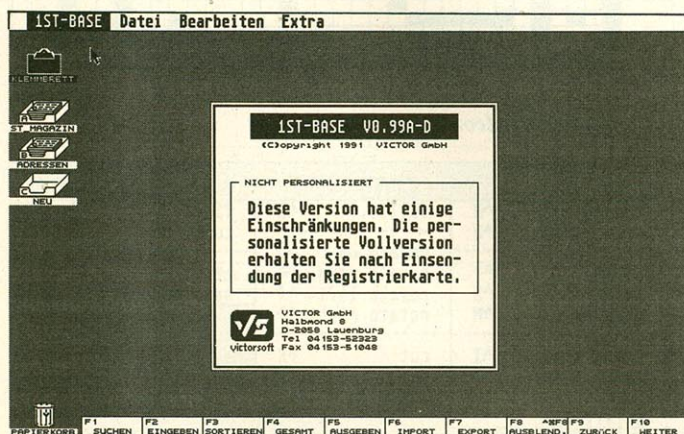 1ST-BASE Datei Bearbeiten Extra
KLEMMBRETT
A
ST_MAGAZIN
B
ADRESSEN
C
NEU
1ST-BASE V0.99A-D
(C)opyright 1991 VICTOR GmbH
NICHT PERSONALISIERT
Diese Version hat einige
Einschränkungen. Die per-
sonalisierte Vollversion
erhalten Sie nach Einsen-
dung der Registrierkarte.
VICTOR GmbH
Halbmond 8
D-2058 Lauenburg
Tel 04153-52323
Fax 04153-51048
VS
victorsoft
PAPIERKORB
F1 SUCHEN F2 EINGEBEN F3 SORTIEREN F4 GESAMT F5 AUSGEBEN F6 IMPORT F7 EXPORT F8 AUSBLEND. F9 ZURÜCK F10 WEITER